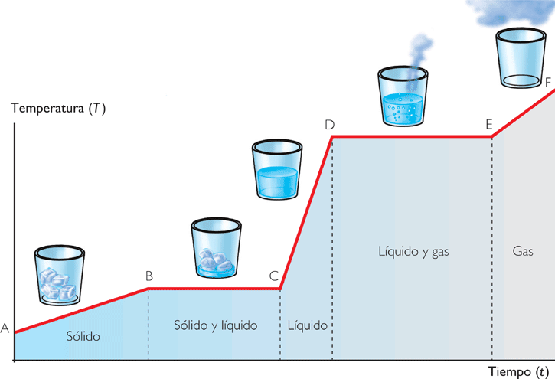 F
D
E
Temperatura (T)
B
C
A
Líquido y gas
Gas
Sólido
Sólido y líquido
Líquido
Tiempo (t)